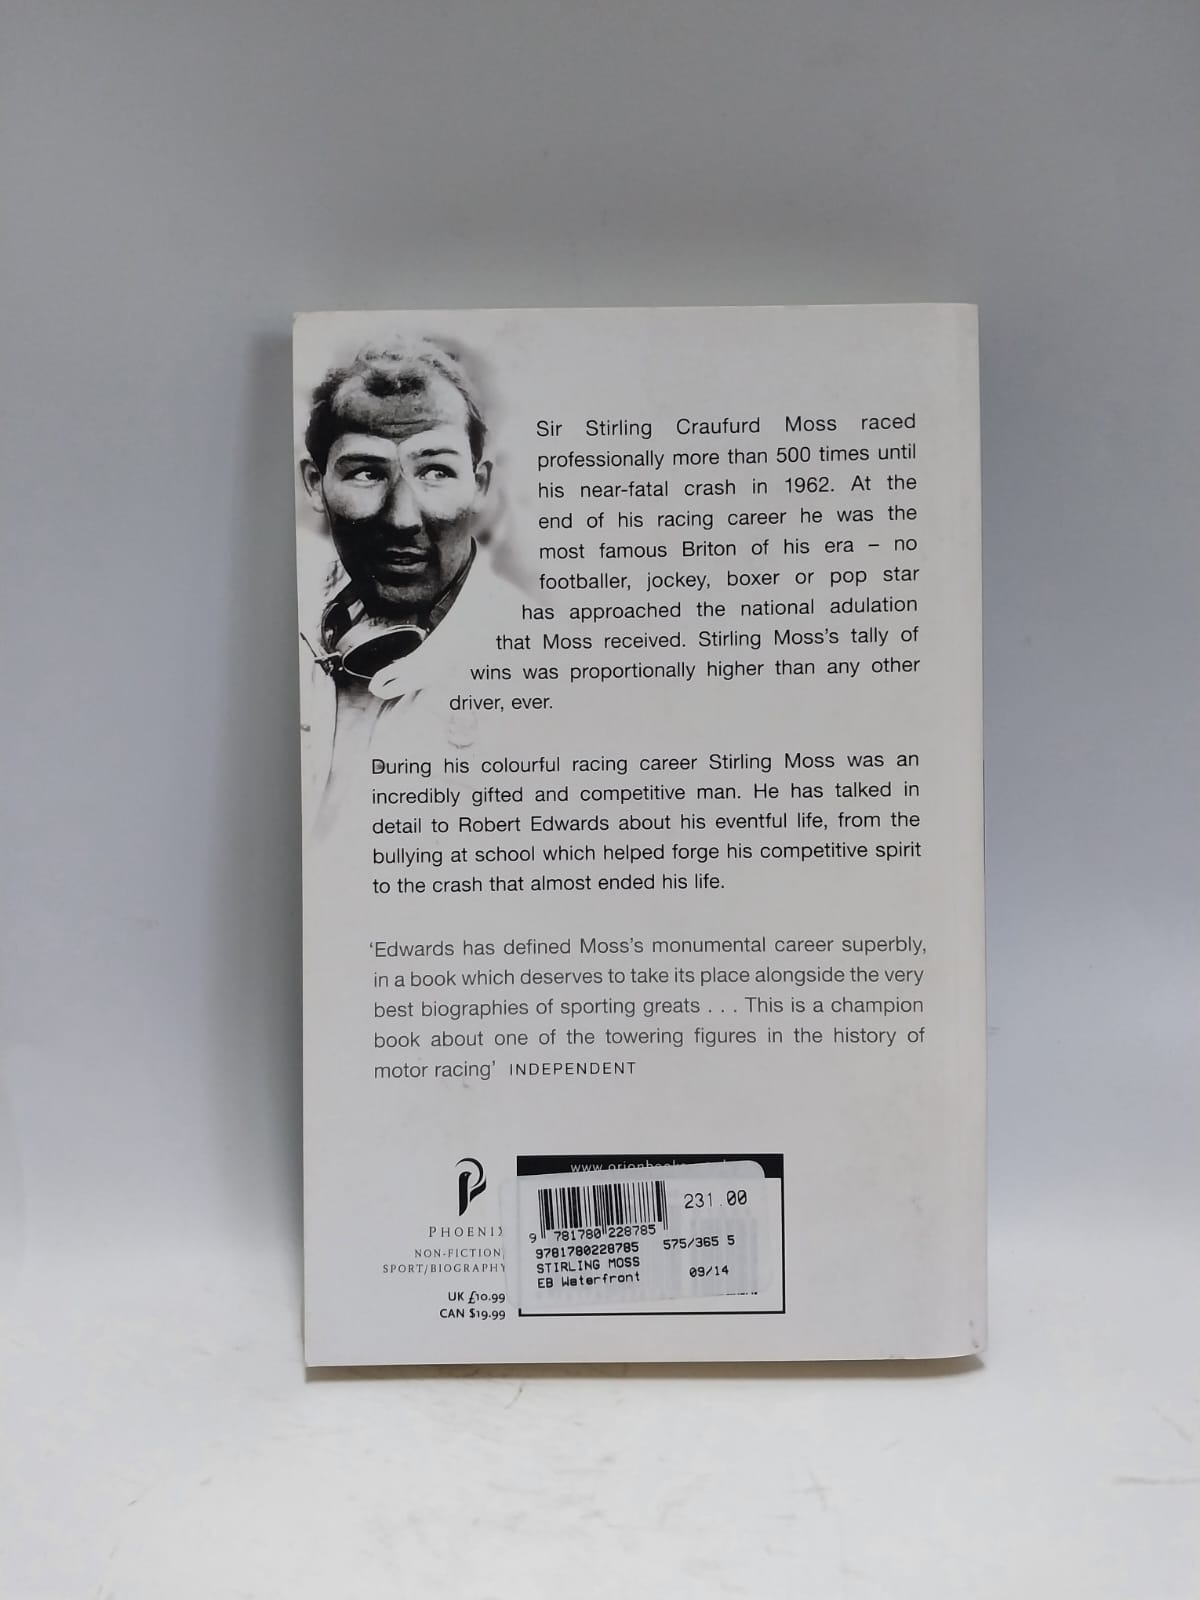 Sir Stirling Craufurd Moss raced
professionally more than 500 times until
his near-fatal crash in 1962. At the
end of his racing career he was the
most famous Briton of his era – no
footballer, jockey, boxer or pop star
has approached the national adulation
that Moss received. Stirling Moss's tally of
wins was proportionally higher than any other
driver, ever.
During his colourful racing career Stirling Moss was an
incredibly gifted and competitive man. He has talked in
detail to Robert Edwards about his eventful life, from the
bullying at school which helped forge his competitive spirit
to the crash that almost ended his life.
'Edwards has defined Moss's monumental career superbly,
in a book which deserves to take its place alongside the very
best biographies of sporting greats . . . This is a champion
book about one of the towering figures in the history of
motor racing' INDEPENDENT
PHOENIX
NON-FICTION
SPORT/BIOGRAPHY
UK £10.99
CAN $19.99
231.00
9 781780 228785
9781780228785 575/365 5
STIRLING MOSS
EB Waterfront 09/14